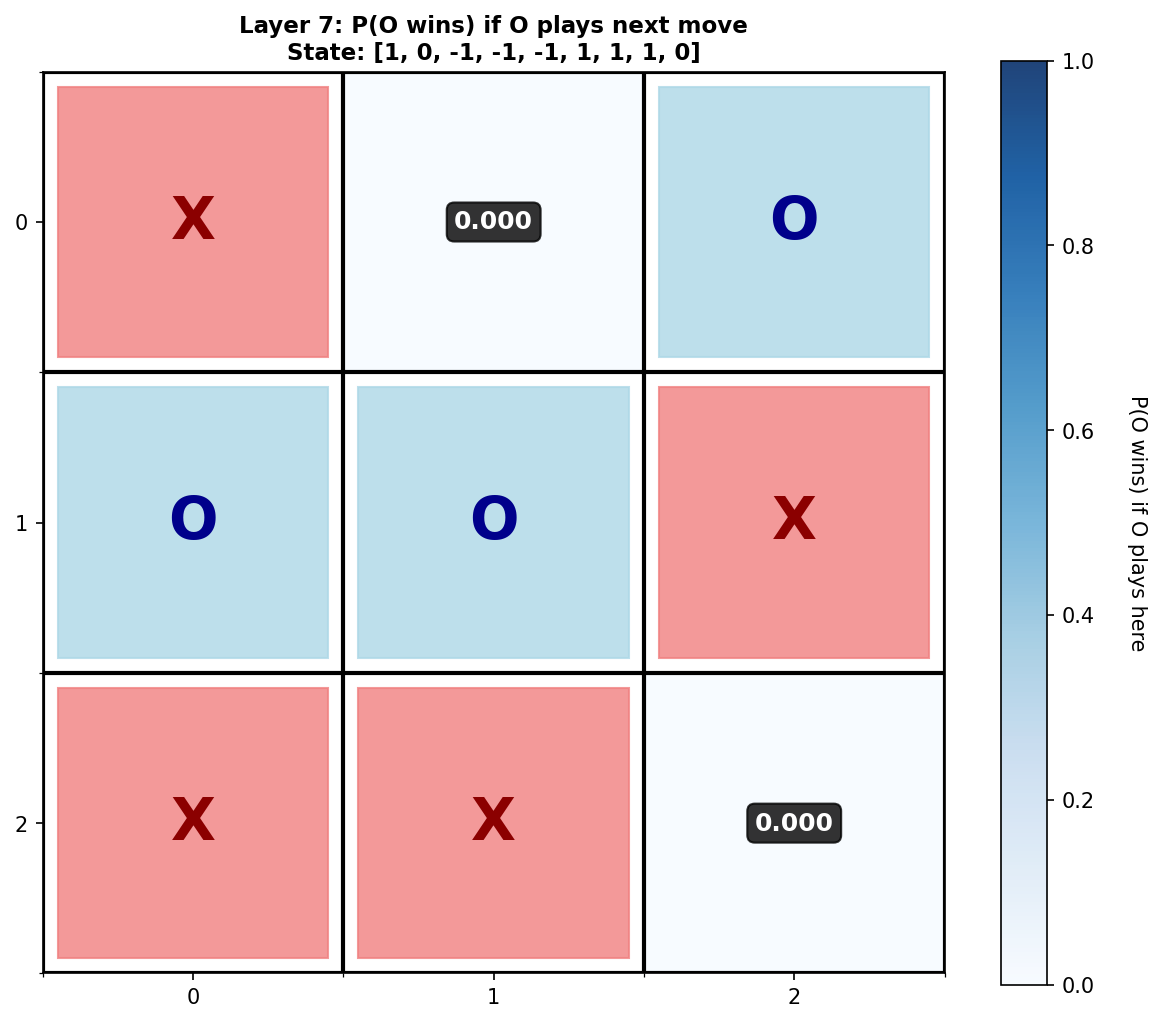 Layer 7: P(O wins) if O plays next move
State: [1, 0, -1, -1, -1, 1, 1, 1, 0]
X
0.000
O
O
O
X
X
X
0.000
0
1
2
0
1
2
1.0
0.8
0.6
0.4
0.2
0.0
P(O wins) if O plays here